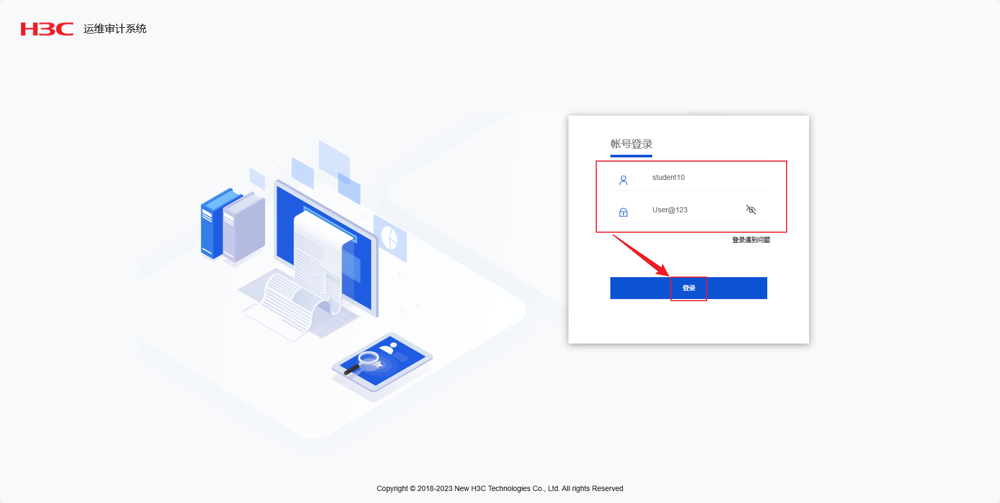 H3C 运维审计系统
帐号登录
student10
User@123
登录遇到问题
登录
Copyright © 2018-2023 New H3C Technologies Co., Ltd. All rights Reserved